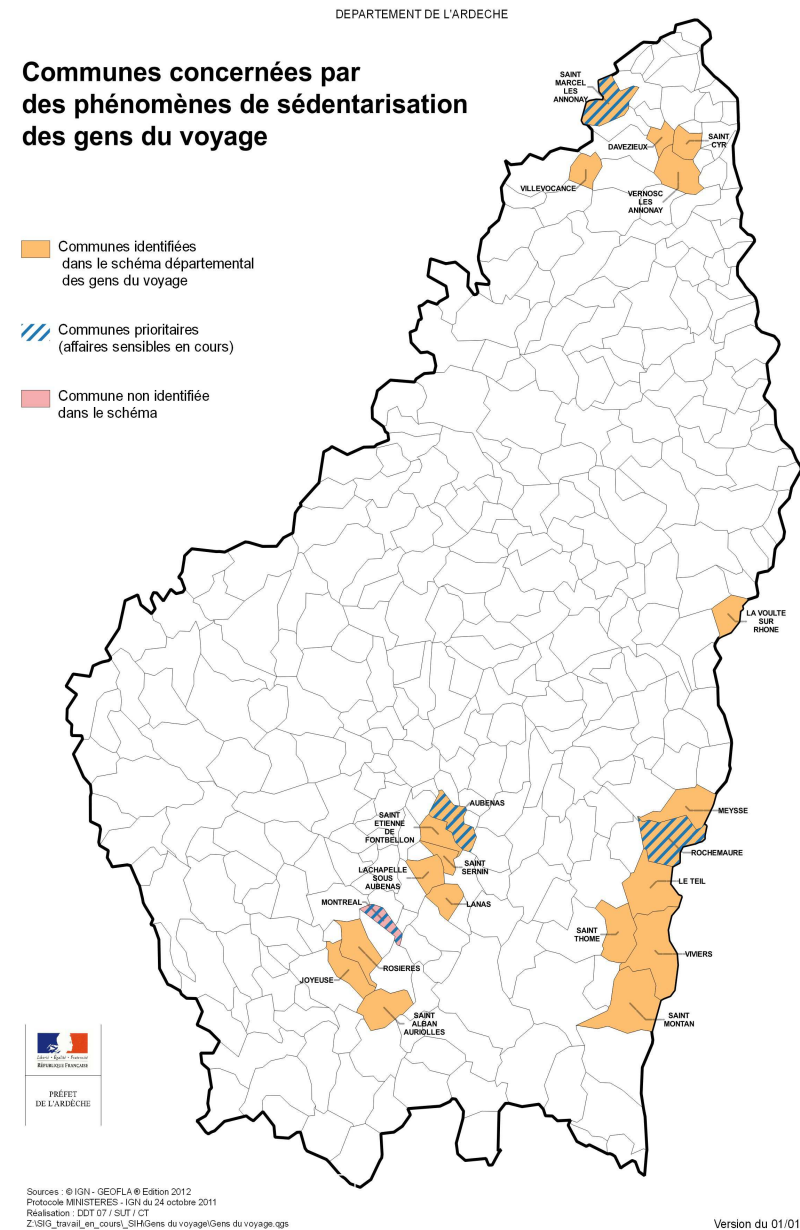 DEPARTEMENT DE L'ARDECHE
Communes concernées par
des phénomènes de sédentarisation
des gens du voyage
Communes identifiées
dans le schéma départemental
des gens du voyage
Communes prioritaires
(affaires sensibles en cours)
Commune non identifiée
dans le schéma
SAINT
MARCEL
LES
ANNONAY
DAVEZIEUX
SAINT
CYR
VILLEVOCANCE
VERNOSC
LES
ANNONAY
LA VOULTE
SUR
RHONE
AUBENAS
SAINT
ETIENNE
DE
FONTBELLON
SAINT
SERNIN
LACHAPELLE
SOUS
AUBENAS
LANAS
MONTREAL
ROSIERES
JOYEUSE
SAINT
ALBAN
AURIOLLES
MEYSSE
ROCHEMAURE
LE TEIL
SAINT
THOME
VIVIERS
SAINT
MONTAN
Liberté • Égalité • Fraternité
RÉPUBLIQUE FRANÇAISE
PRÉFET
DE L'ARDÈCHE
Sources : © IGN - GEOFLA ® Edition 2012
Protocole MINISTERES - IGN du 24 octobre 2011
Réalisation : DDT 07 / SUT / CT
Z:\SIG_travail_en_cours\_SIH\Gens du voyage\Gens du voyage.qgs
Version du 01/01